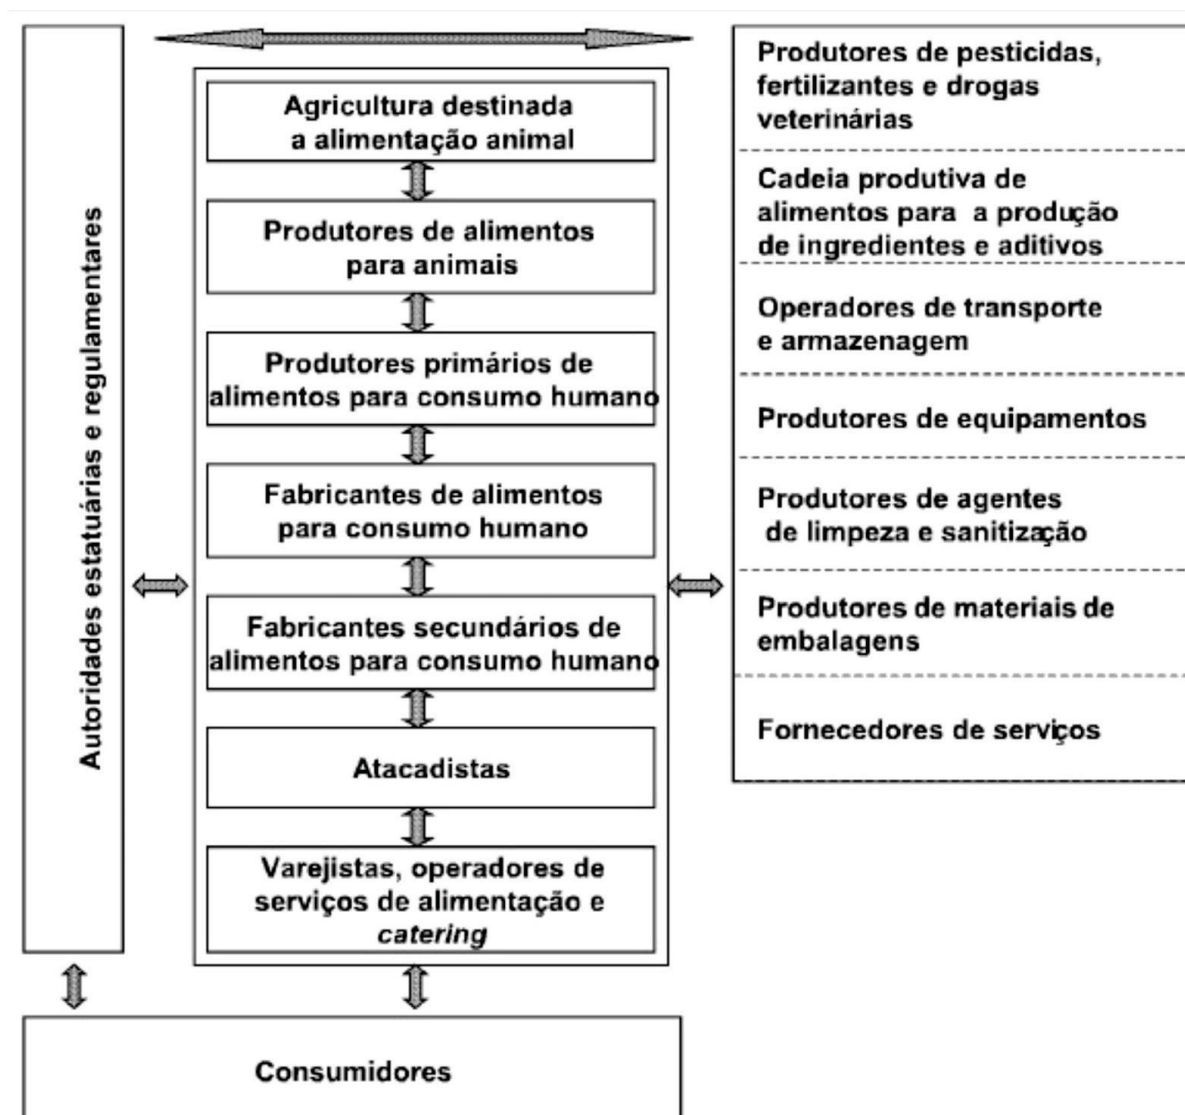 Autoridades estatuárias e regulamentares
Agricultura destinada
a alimentação animal
Produtores de alimentos
para animais
Produtores primários de
alimentos para consumo humano
Fabricantes de alimentos
para consumo humano
Fabricantes secundários de
alimentos para consumo humano
Atacadistas
Varejistas, operadores de
serviços de alimentação e
catering
Produtores de pesticidas,
fertilizantes e drogas
veterinárias
Cadeia produtiva de
alimentos para a produção
de ingredientes e aditivos
Operadores de transporte
e armazenagem
Produtores de equipamentos
Produtores de agentes
de limpeza e sanitização
Produtores de materiais de
embalagens
Fornecedores de serviços
Consumidores